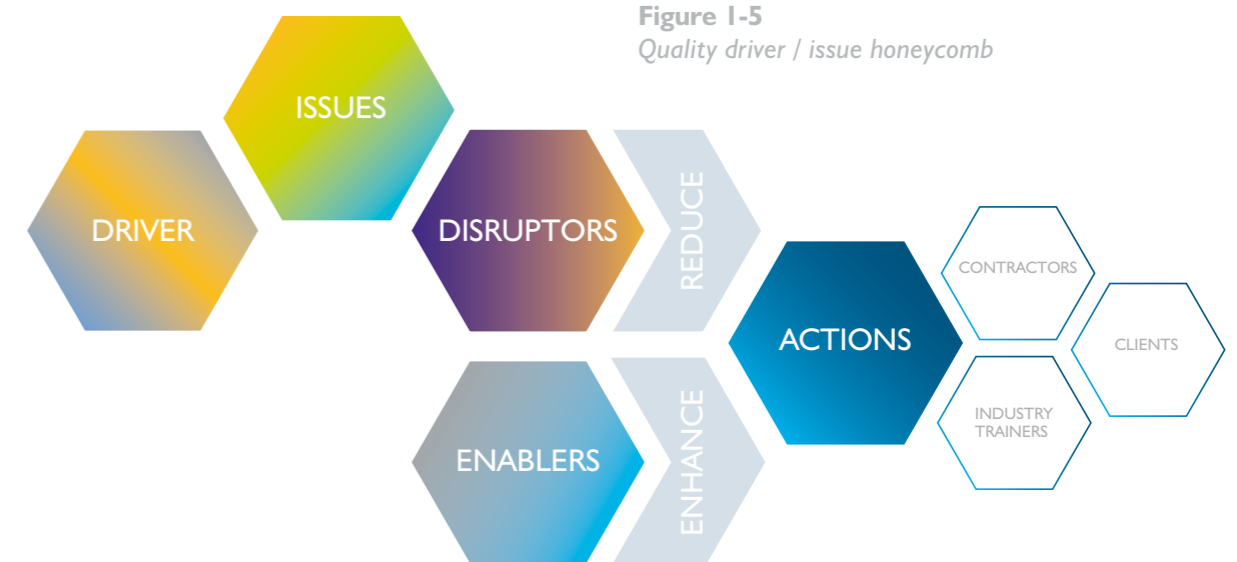 Figure 1-5
Quality driver / issue honeycomb
ISSUES
DRIVER
DISRUPTORS
REDUCE
ACTIONS
CONTRACTORS
CLIENTS
INDUSTRY
TRAINERS
ENABLERS
ENHANCE